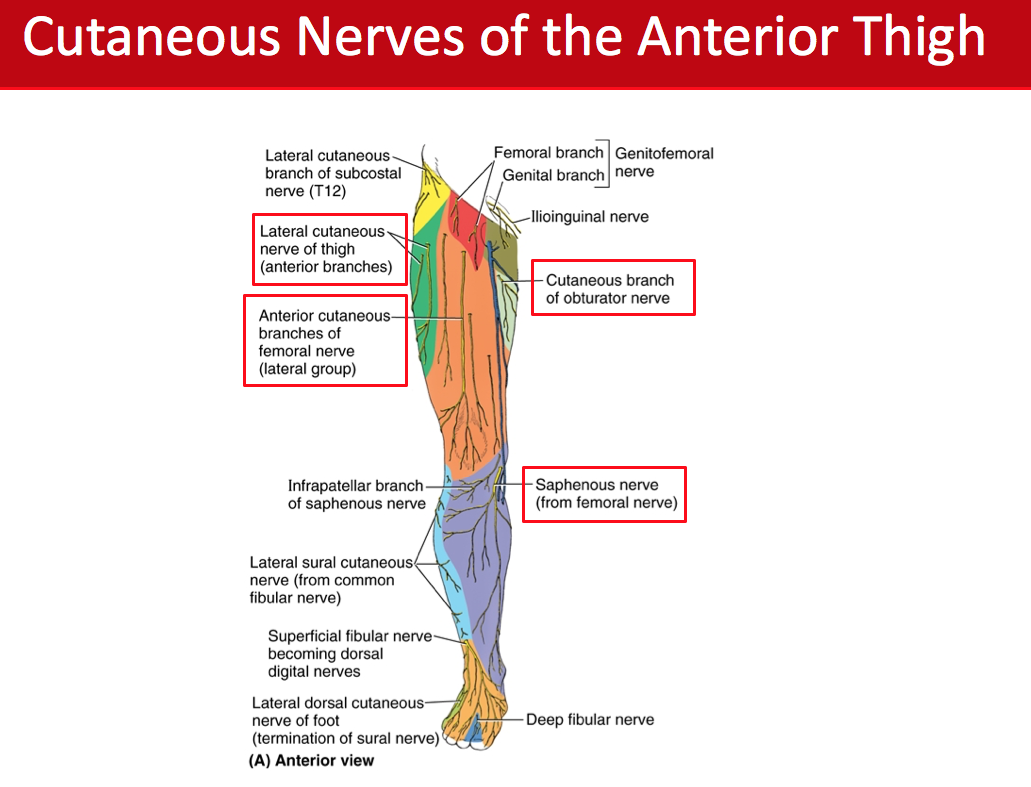 Cutaneous Nerves of the Anterior Thigh
Lateral cutaneous
branch of subcostal
nerve (T12)
Femoral branch
Genital branch
Genitofemoral
nerve
Ilioinguinal nerve
Lateral cutaneous
nerve of thigh
(anterior branches)
Cutaneous branch
of obturator nerve
Anterior cutaneous
branches of
femoral nerve
(lateral group)
Infrapatellar branch
of saphenous nerve
Saphenous nerve
(from femoral nerve)
Lateral sural cutaneous
nerve (from common
fibular nerve)
Superficial fibular nerve
becoming dorsal
digital nerves
Lateral dorsal cutaneous
nerve of foot
(termination of sural nerve)
Deep fibular nerve
(A) Anterior view